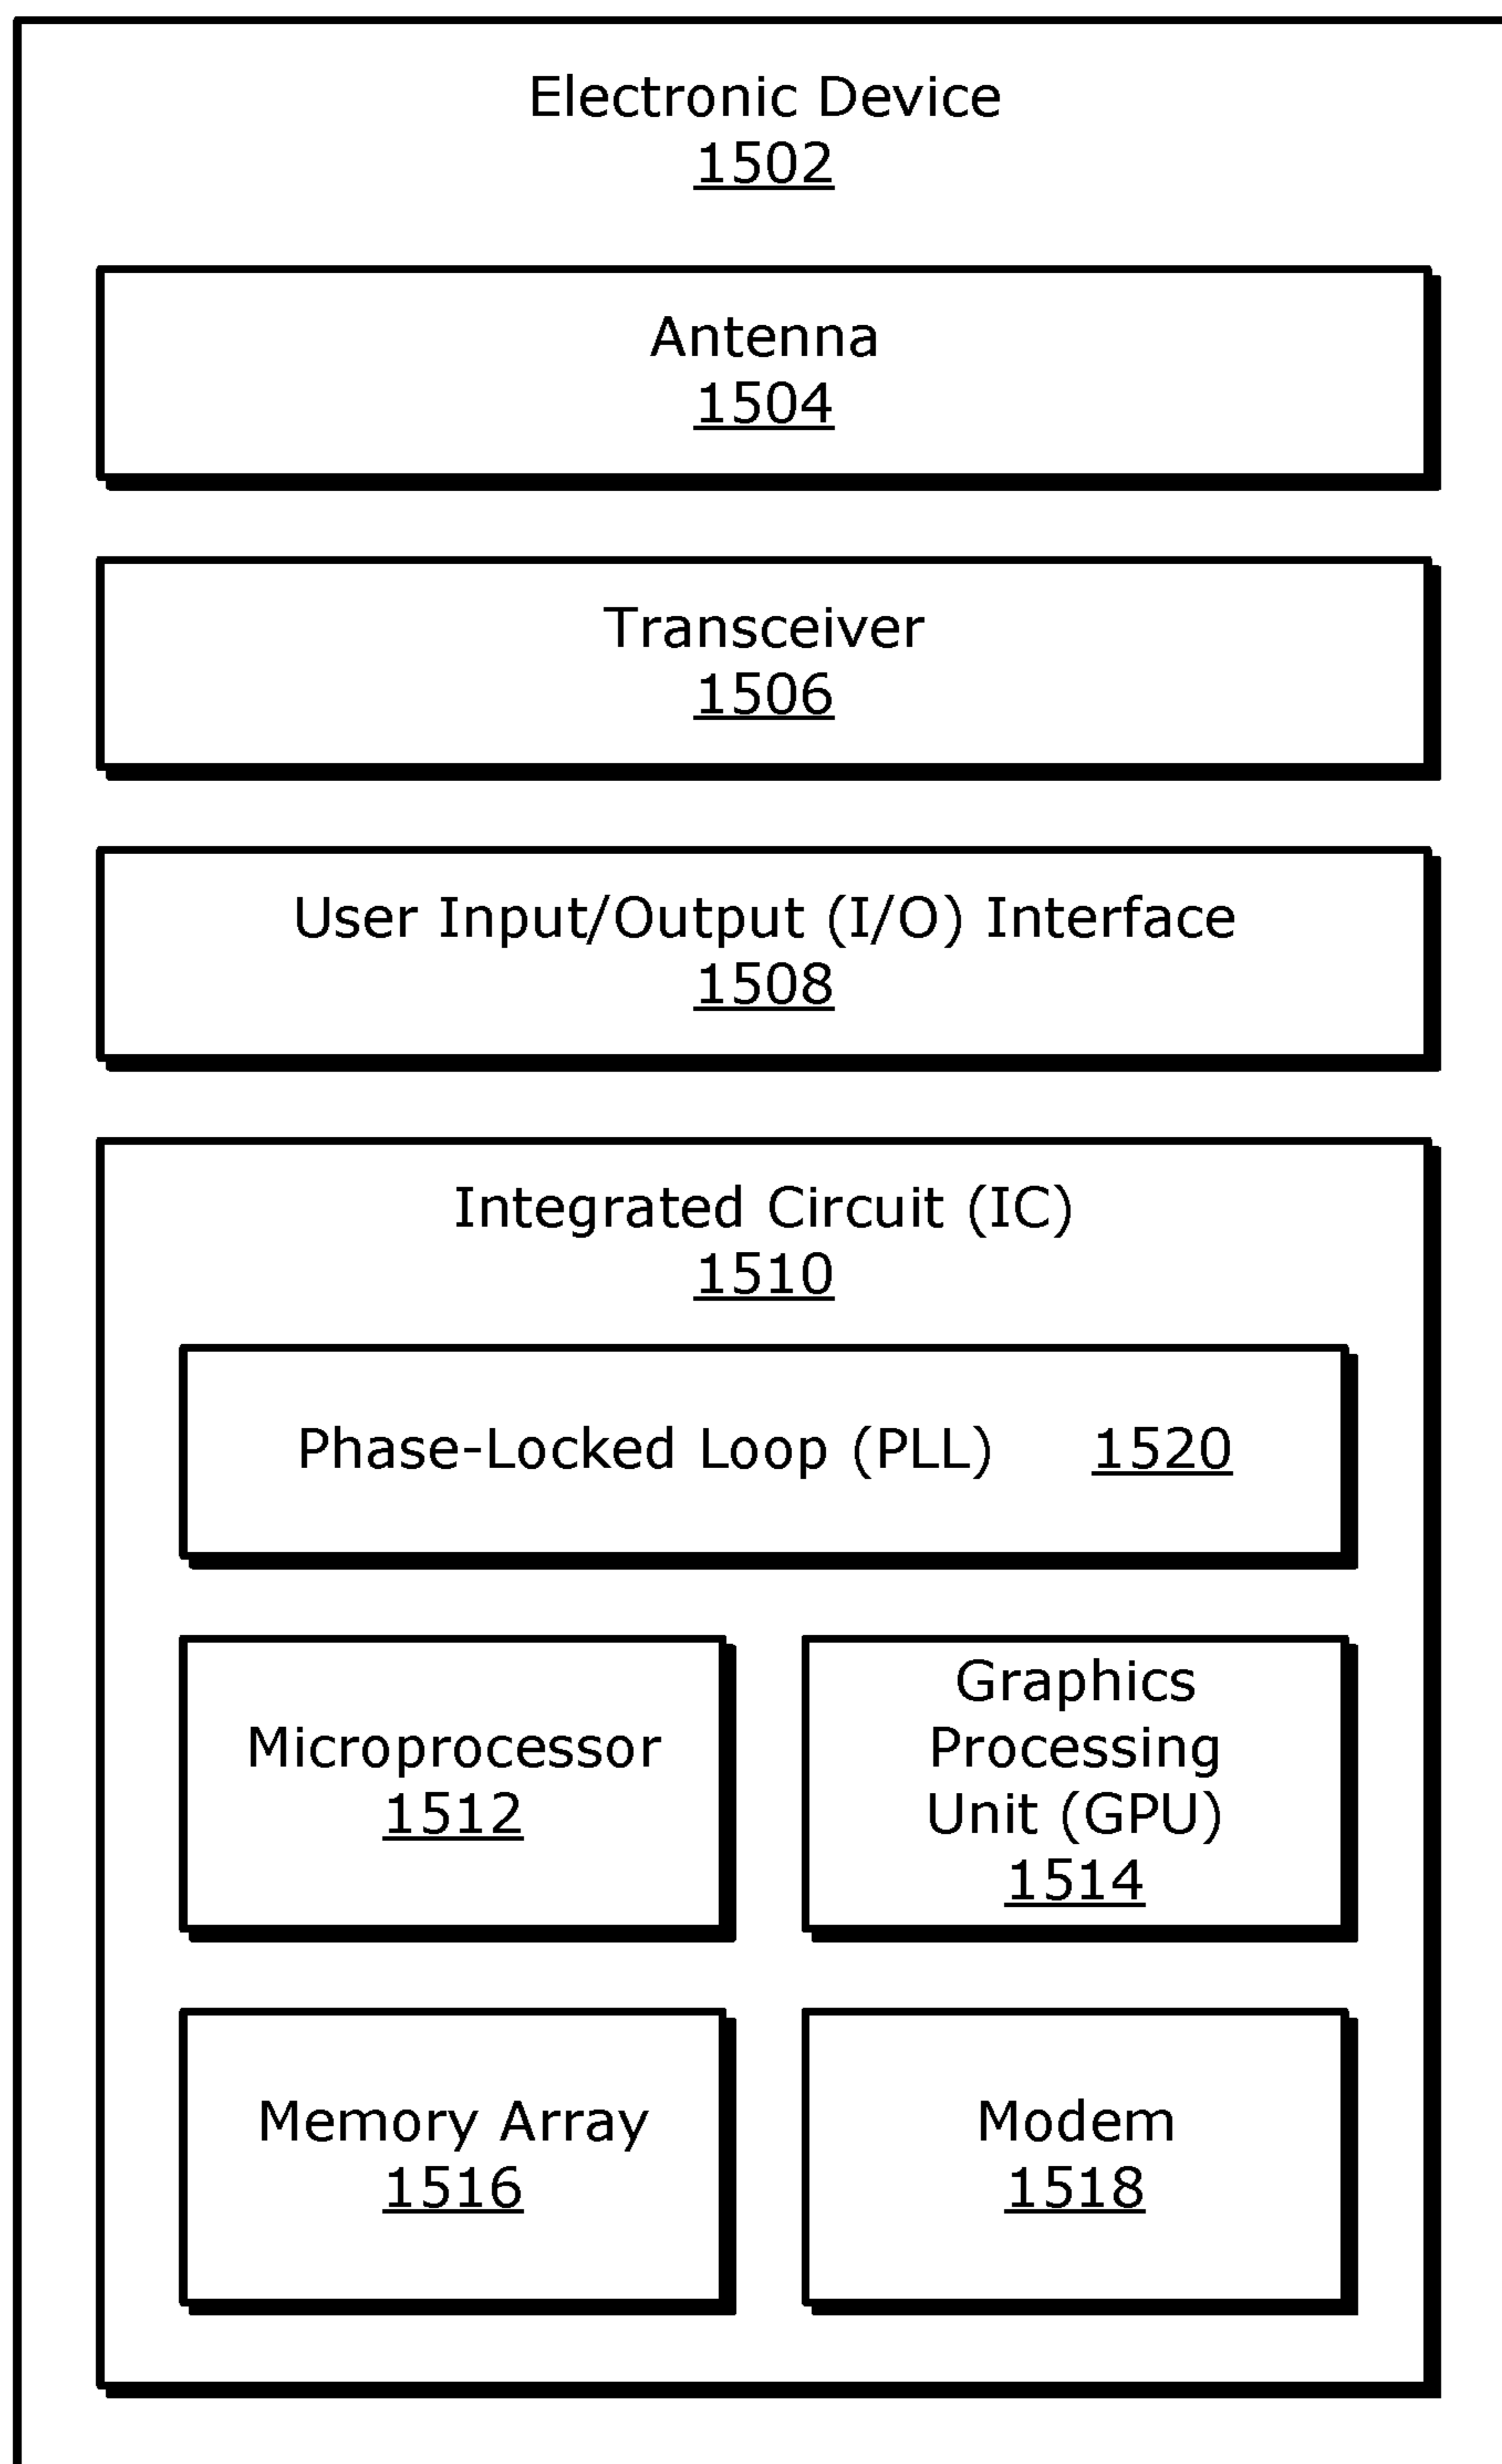 Electronic Device
1502
Antenna
1504
Transceiver
1506
User Input/Output (I/O) Interface
1508
Integrated Circuit (IC)
1510
Phase-Locked Loop (PLL) 1520
Microprocessor
1512
Graphics
Processing
Unit (GPU)
1514
Memory Array
1516
Modem
1518